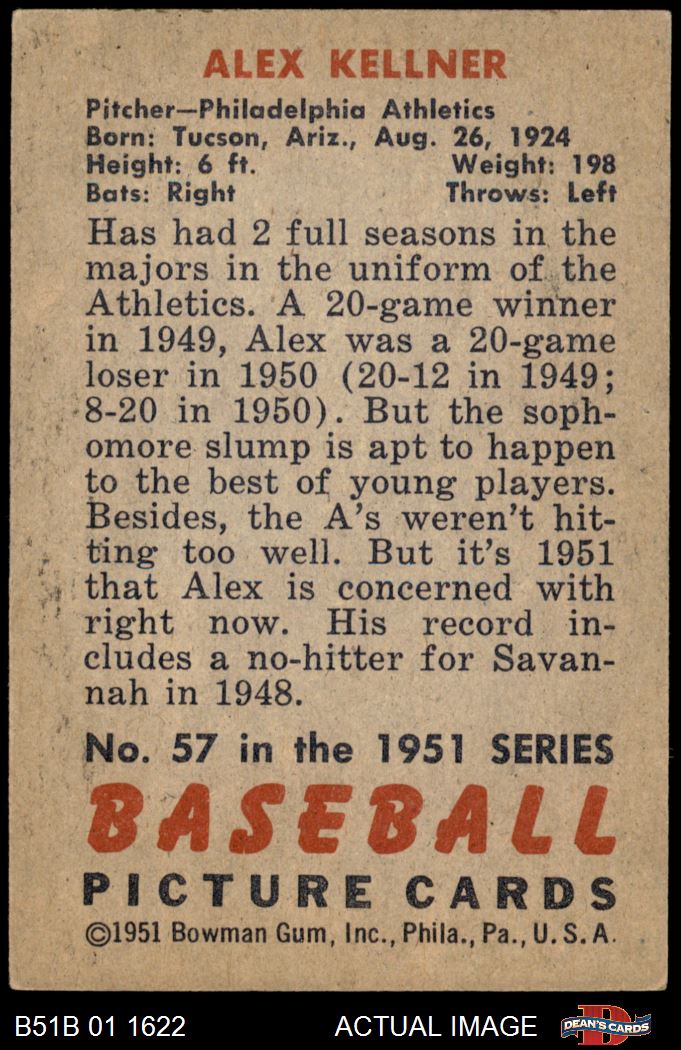 ALEX KELLNER
Pitcher—Philadelphia Athletics
Born: Tucson, Ariz., Aug. 26, 1924
Height: 6 ft. Weight: 198
Bats: Right Throws: Left
Has had 2 full seasons in the
majors in the uniform of the
Athletics. A 20-game winner
in 1949, Alex was a 20-game
loser in 1950 (20-12 in 1949;
8-20 in 1950). But the soph-
omore slump is apt to happen
to the best of young players.
Besides, the A's weren't hit-
ting too well. But it's 1951
that Alex is concerned with
right now. His record in-
cludes a no-hitter for Savan-
nah in 1948.
No. 57 in the 1951 SERIES
BASEBALL
PICTURE CARDS
©1951 Bowman Gum, Inc., Phila., Pa., U.S.A.
B51B 01 1622 ACTUAL IMAGE D DEAN'S CARDS